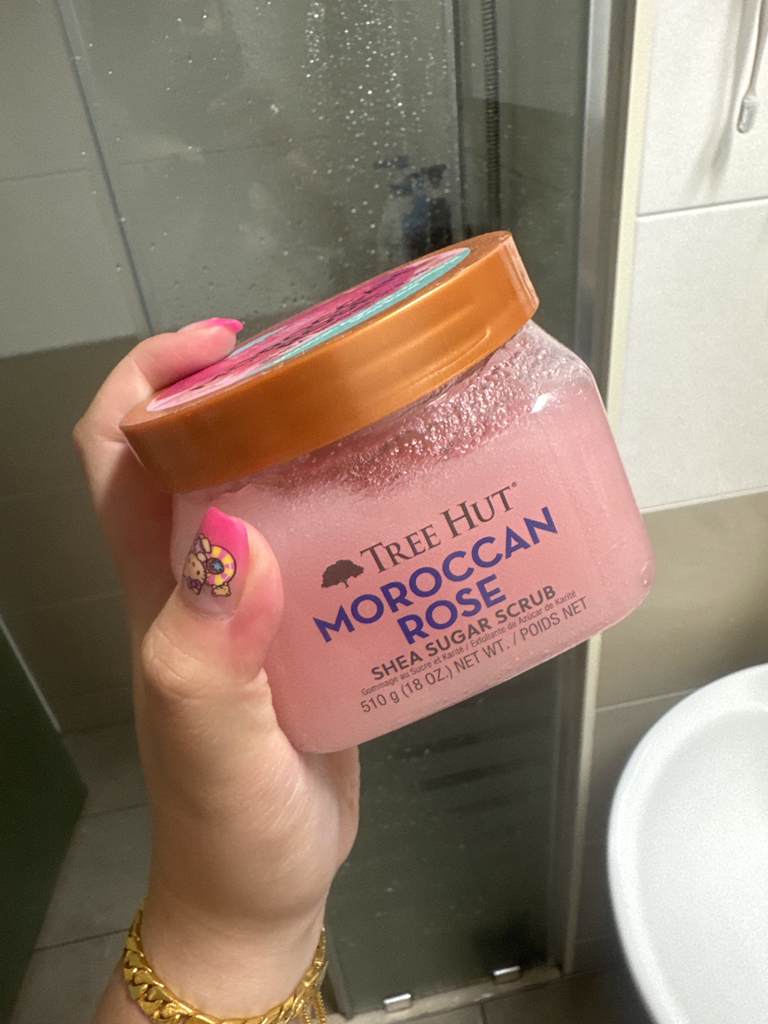 TREE HUT®
MOROCCAN
ROSE
SHEA SUGAR SCRUB
Gommage au Sucre et Karité / Exfoliante de Azúcar de Karité
510 g (18 OZ.) NET WT. / POIDS NET